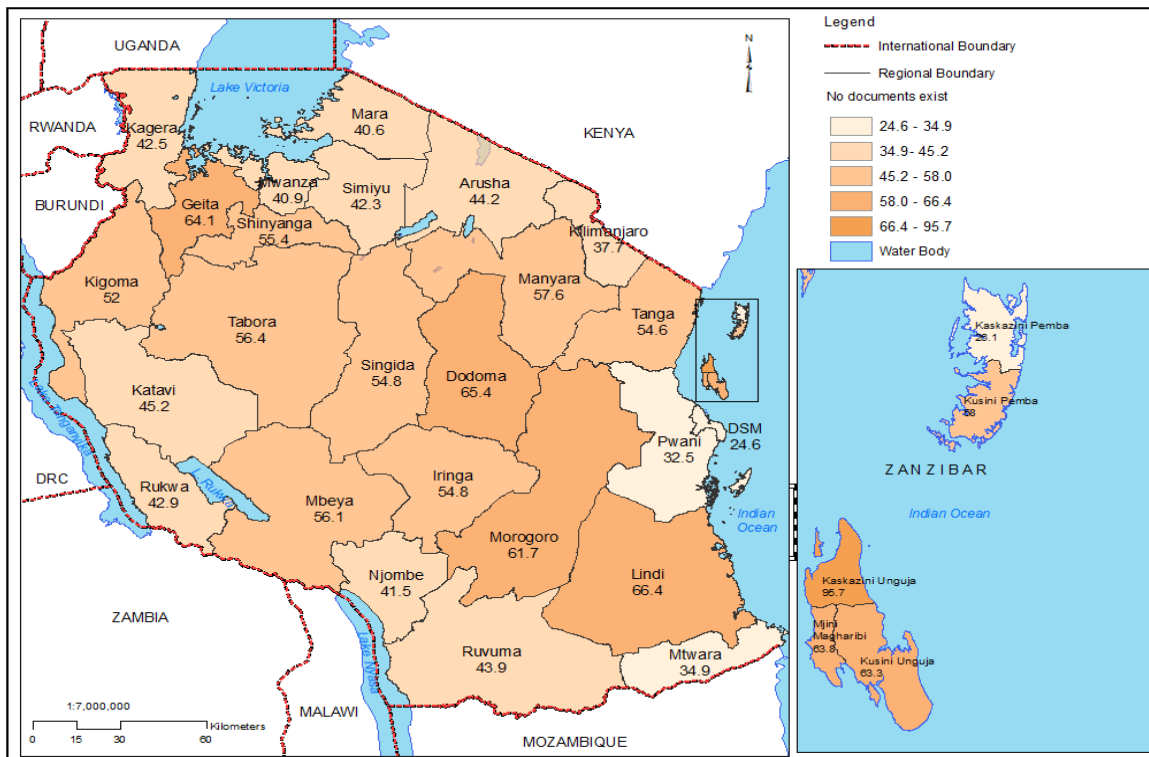 UGANDA
Lake Victoria
N
RWANDA
Kagera
42.5
Mara
40.6
KENYA
BURUNDI
Mwanza
40.9
Simiyu
42.3
Arusha
44.2
Geita
64.1
Shinyanga
55.4
Kilimanjaro
37.7
Kigoma
52
Manyara
57.6
Tabora
56.4
Tanga
54.6
Singida
54.8
Dodoma
65.4
Katavi
45.2
Lake Tanganyika
DSM
24.6
Pwani
32.5
DRC
Rukwa
42.9
L. Rukwa
Iringa
54.8
Mbeya
56.1
Indian
Ocean
Morogoro
61.7
Njombe
41.5
Lindi
66.4
ZAMBIA
Lake Nyasa
Ruvuma
43.9
Mtwara
34.9
MALAWI
MOZAMBIQUE
1:7,000,000
Kilometers
0 15 30 60
Legend
International Boundary
Regional Boundary
No documents exist
24.6 - 34.9
34.9 - 45.2
45.2 - 58.0
58.0 - 66.4
66.4 - 95.7
Water Body
Kaskazini Pemba
Kusini Pemba
58
ZANZIBAR
Indian Ocean
Kaskazini Unguja
95.7
Mjini
Magharibi
63.8
Kusini Unguja
63.3